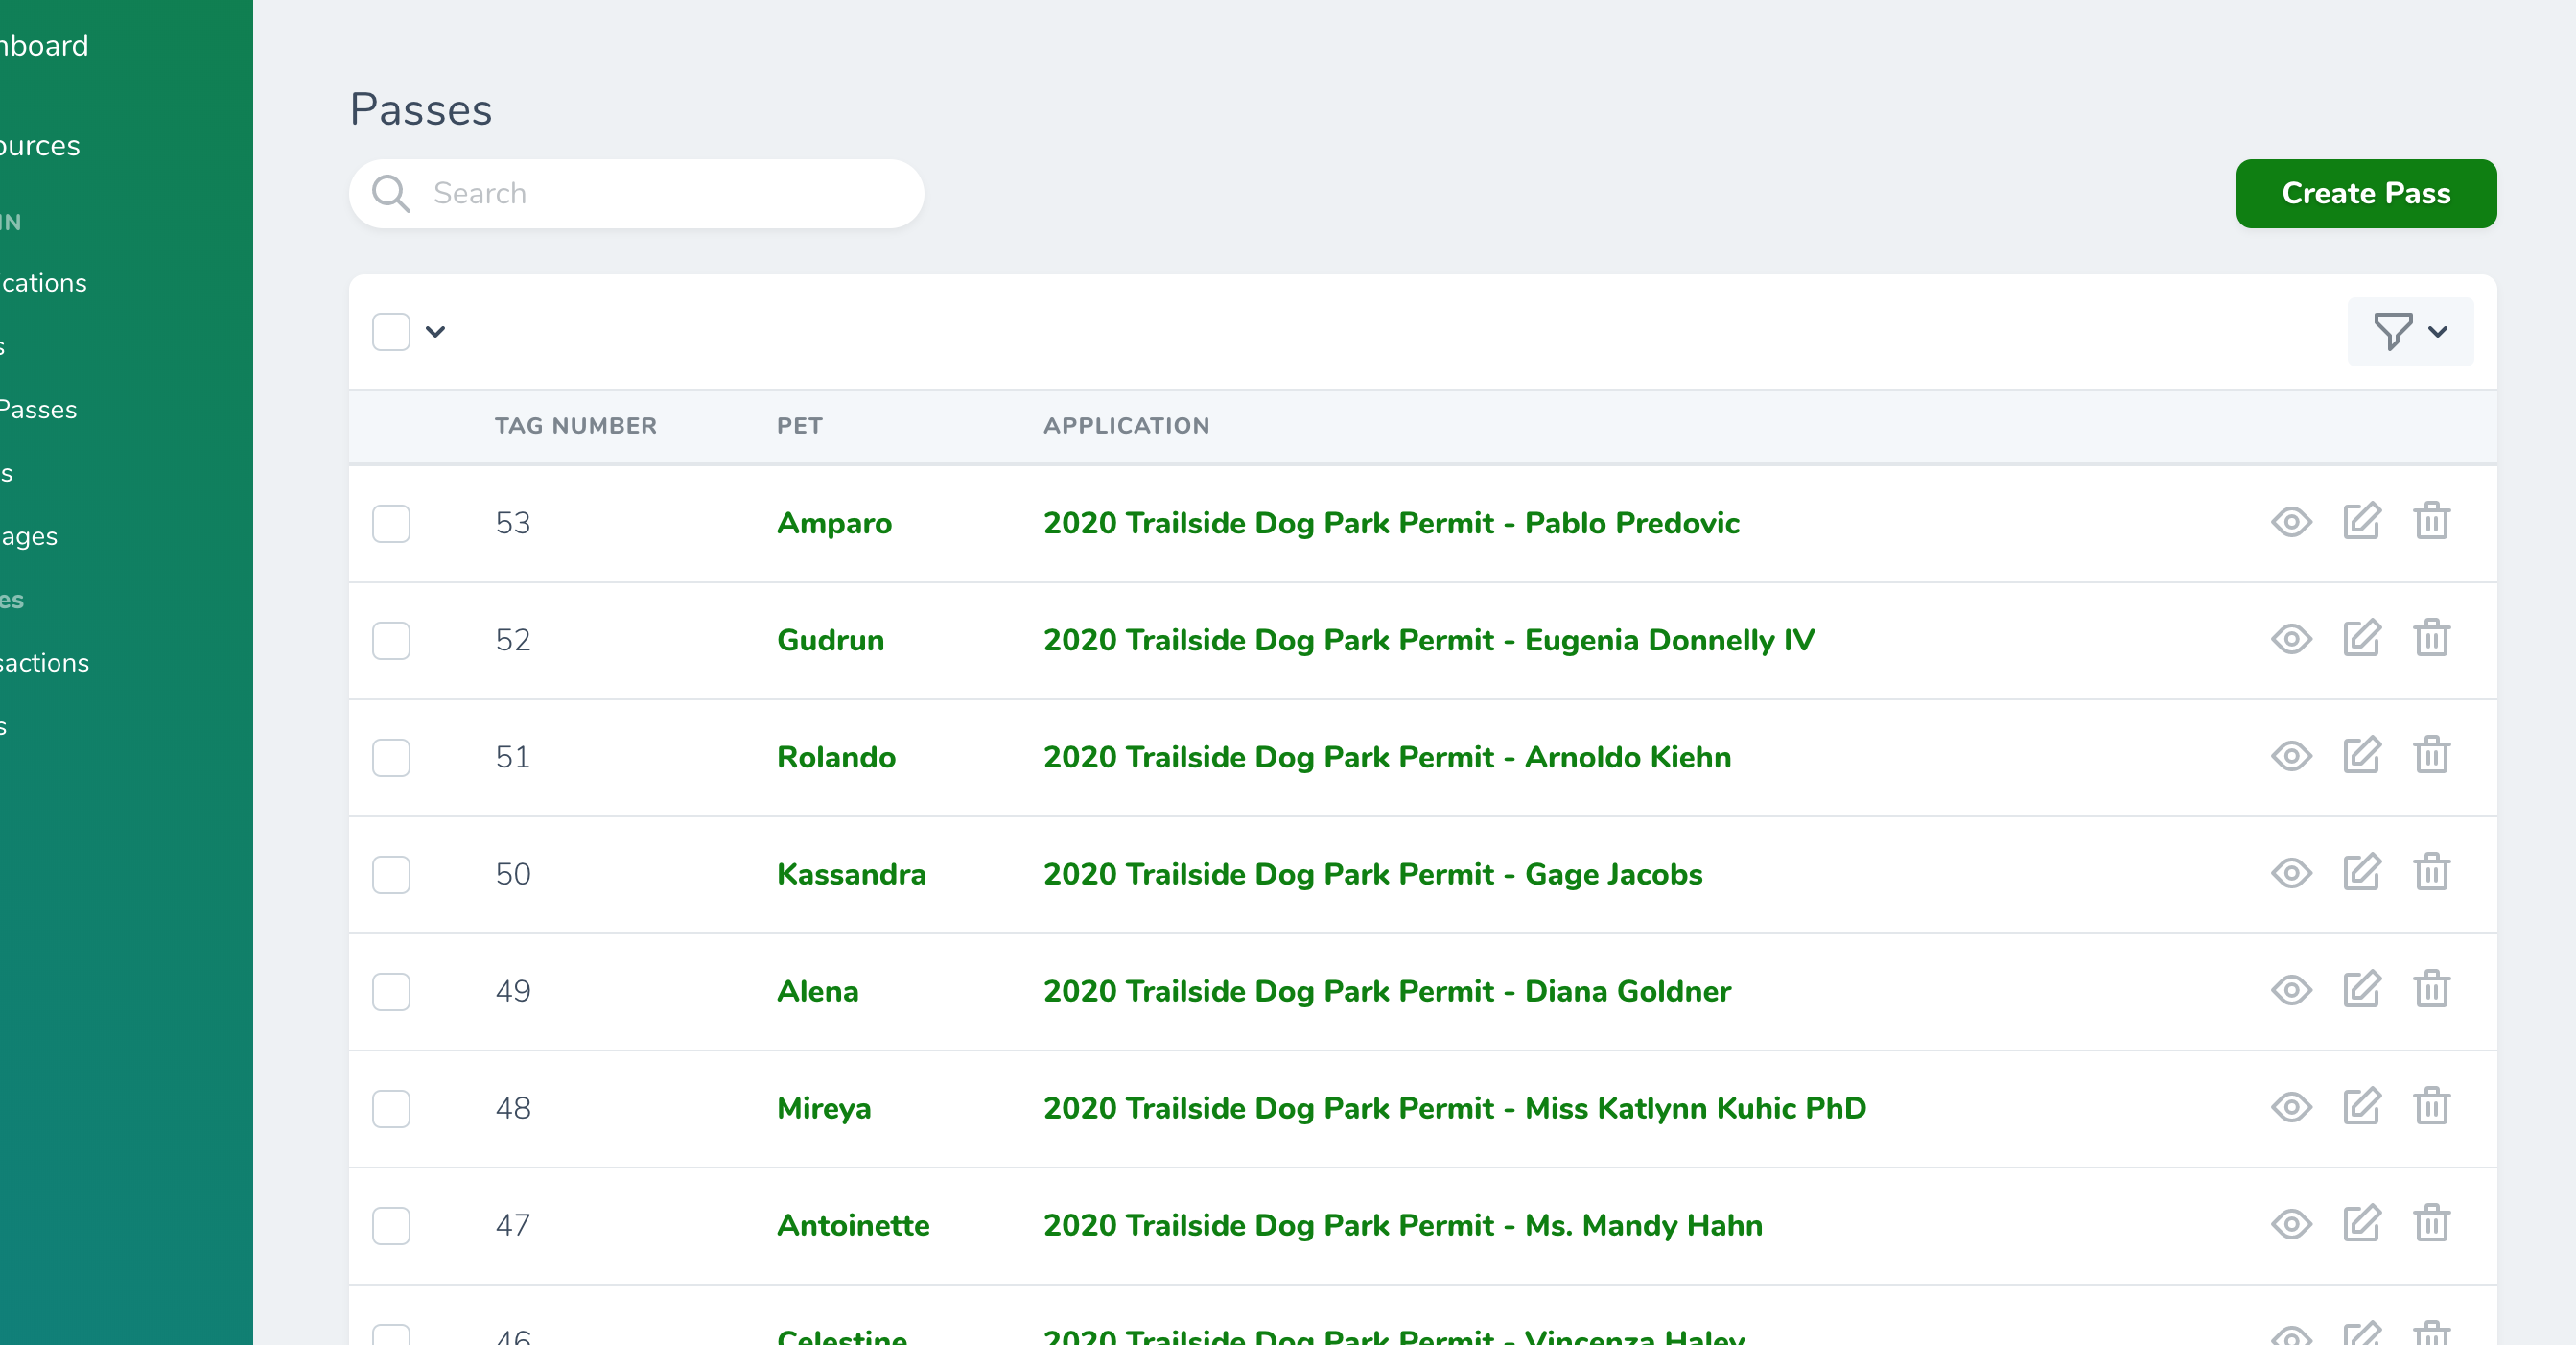 nboard
ources
IN
cations
s
Passes
s
ages
es
sactions
s
Passes
Search
Create Pass
TAG NUMBER PET APPLICATION
53 Amparo 2020 Trailside Dog Park Permit - Pablo Predovic
52 Gudrun 2020 Trailside Dog Park Permit - Eugenia Donnelly IV
51 Rolando 2020 Trailside Dog Park Permit - Arnoldo Kiehn
50 Kassandra 2020 Trailside Dog Park Permit - Gage Jacobs
49 Alena 2020 Trailside Dog Park Permit - Diana Goldner
48 Mireya 2020 Trailside Dog Park Permit - Miss Katlynn Kuhic PhD
47 Antoinette 2020 Trailside Dog Park Permit - Ms. Mandy Hahn
46 Celestine 2020 Trailside Dog Park Permit - Vincenza Haley